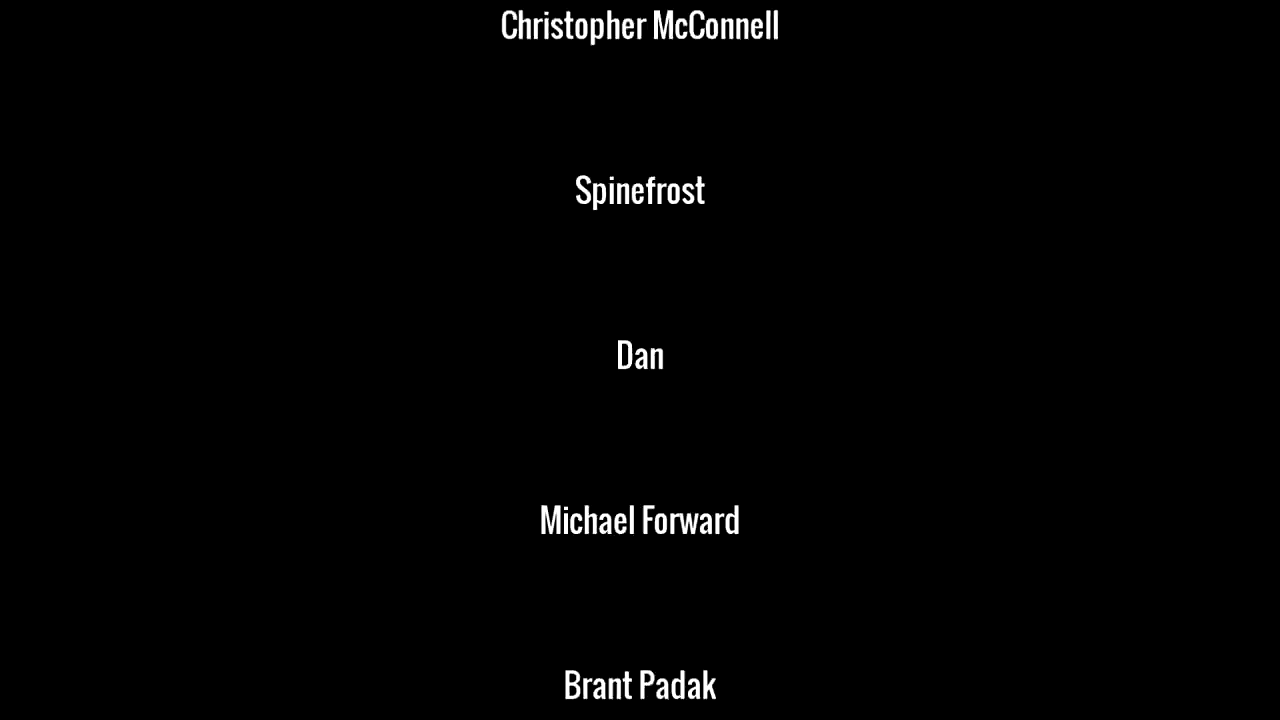 Christopher McConnell
Spinefrost
Dan
Michael Forward
Brant Padak